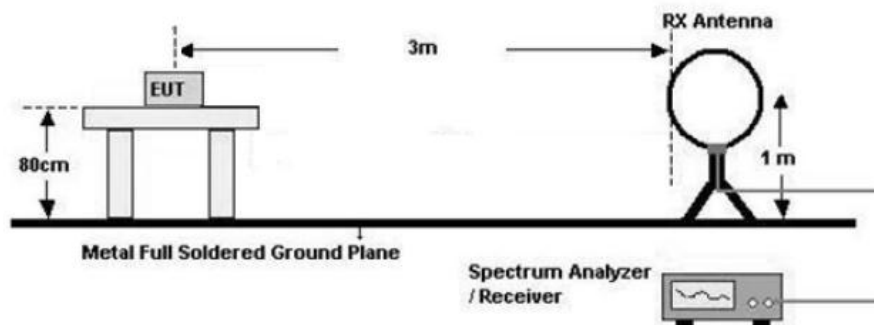 RX Antenna
3m
EUT
80cm
1 m
Metal Full Soldered Ground Plane
Spectrum Analyzer
/ Receiver